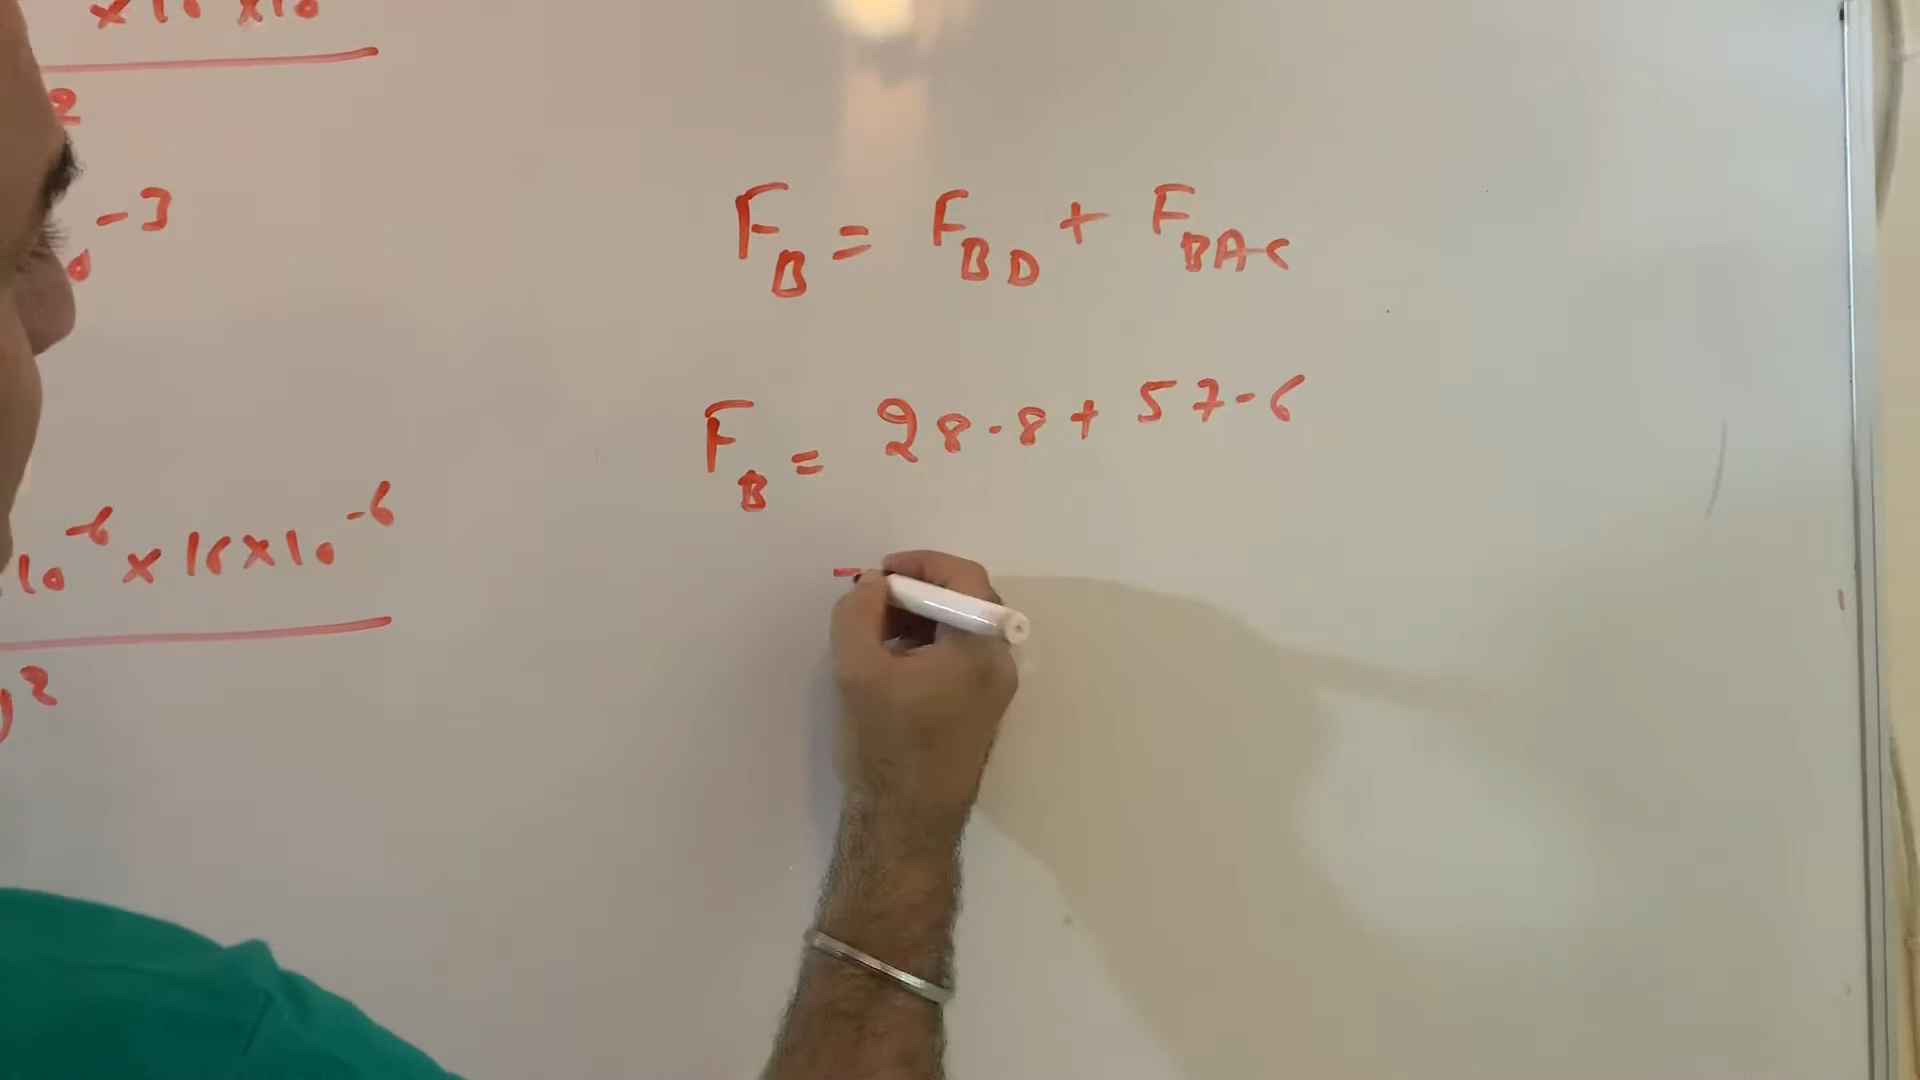 ×10 ×10
2
-3
10^-6 × 16 × 10^-6
)^2
F_B = F_BD + F_BAC
F_B = 28.8 + 57.6